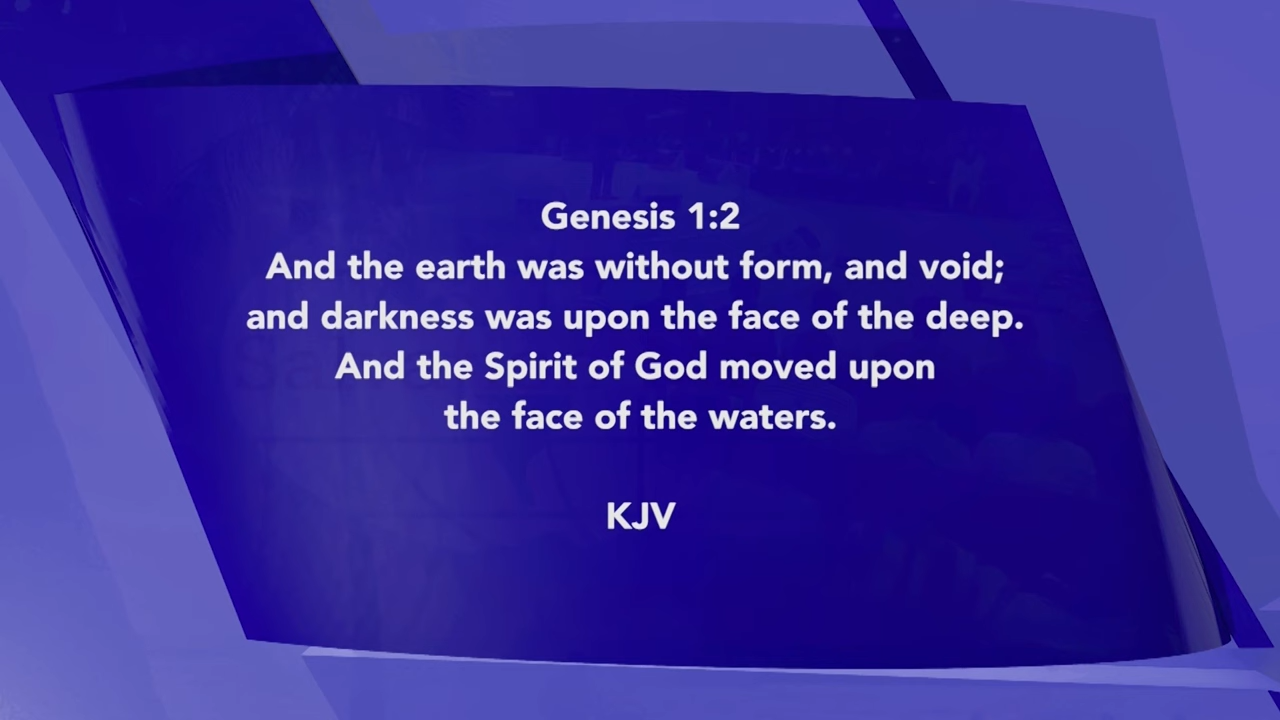 Genesis 1:2
And the earth was without form, and void;
and darkness was upon the face of the deep.
And the Spirit of God moved upon
the face of the waters.
KJV